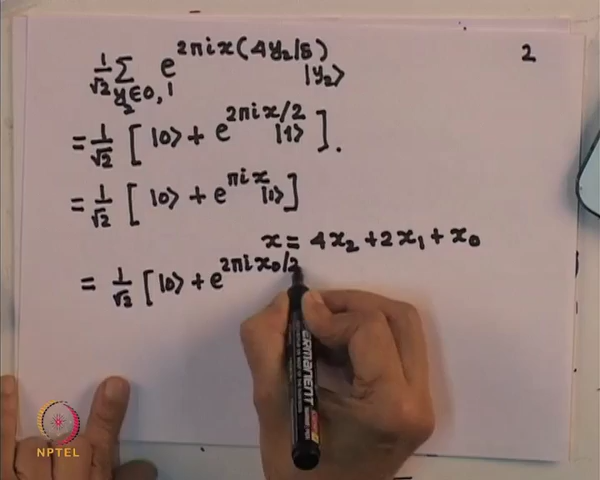 2
1/√2 Σ_{y₂∈0,1} e^{2πix(4y₂/8)} |y₂>
= 1/√2 [ |0> + e^{2πix/2} |1> ].
= 1/√2 [ |0> + e^{πix} |1> ]
x = 4x₂ + 2x₁ + x₀
= 1/√2 [ |0> + e^{2πix₀/2}
NPTEL